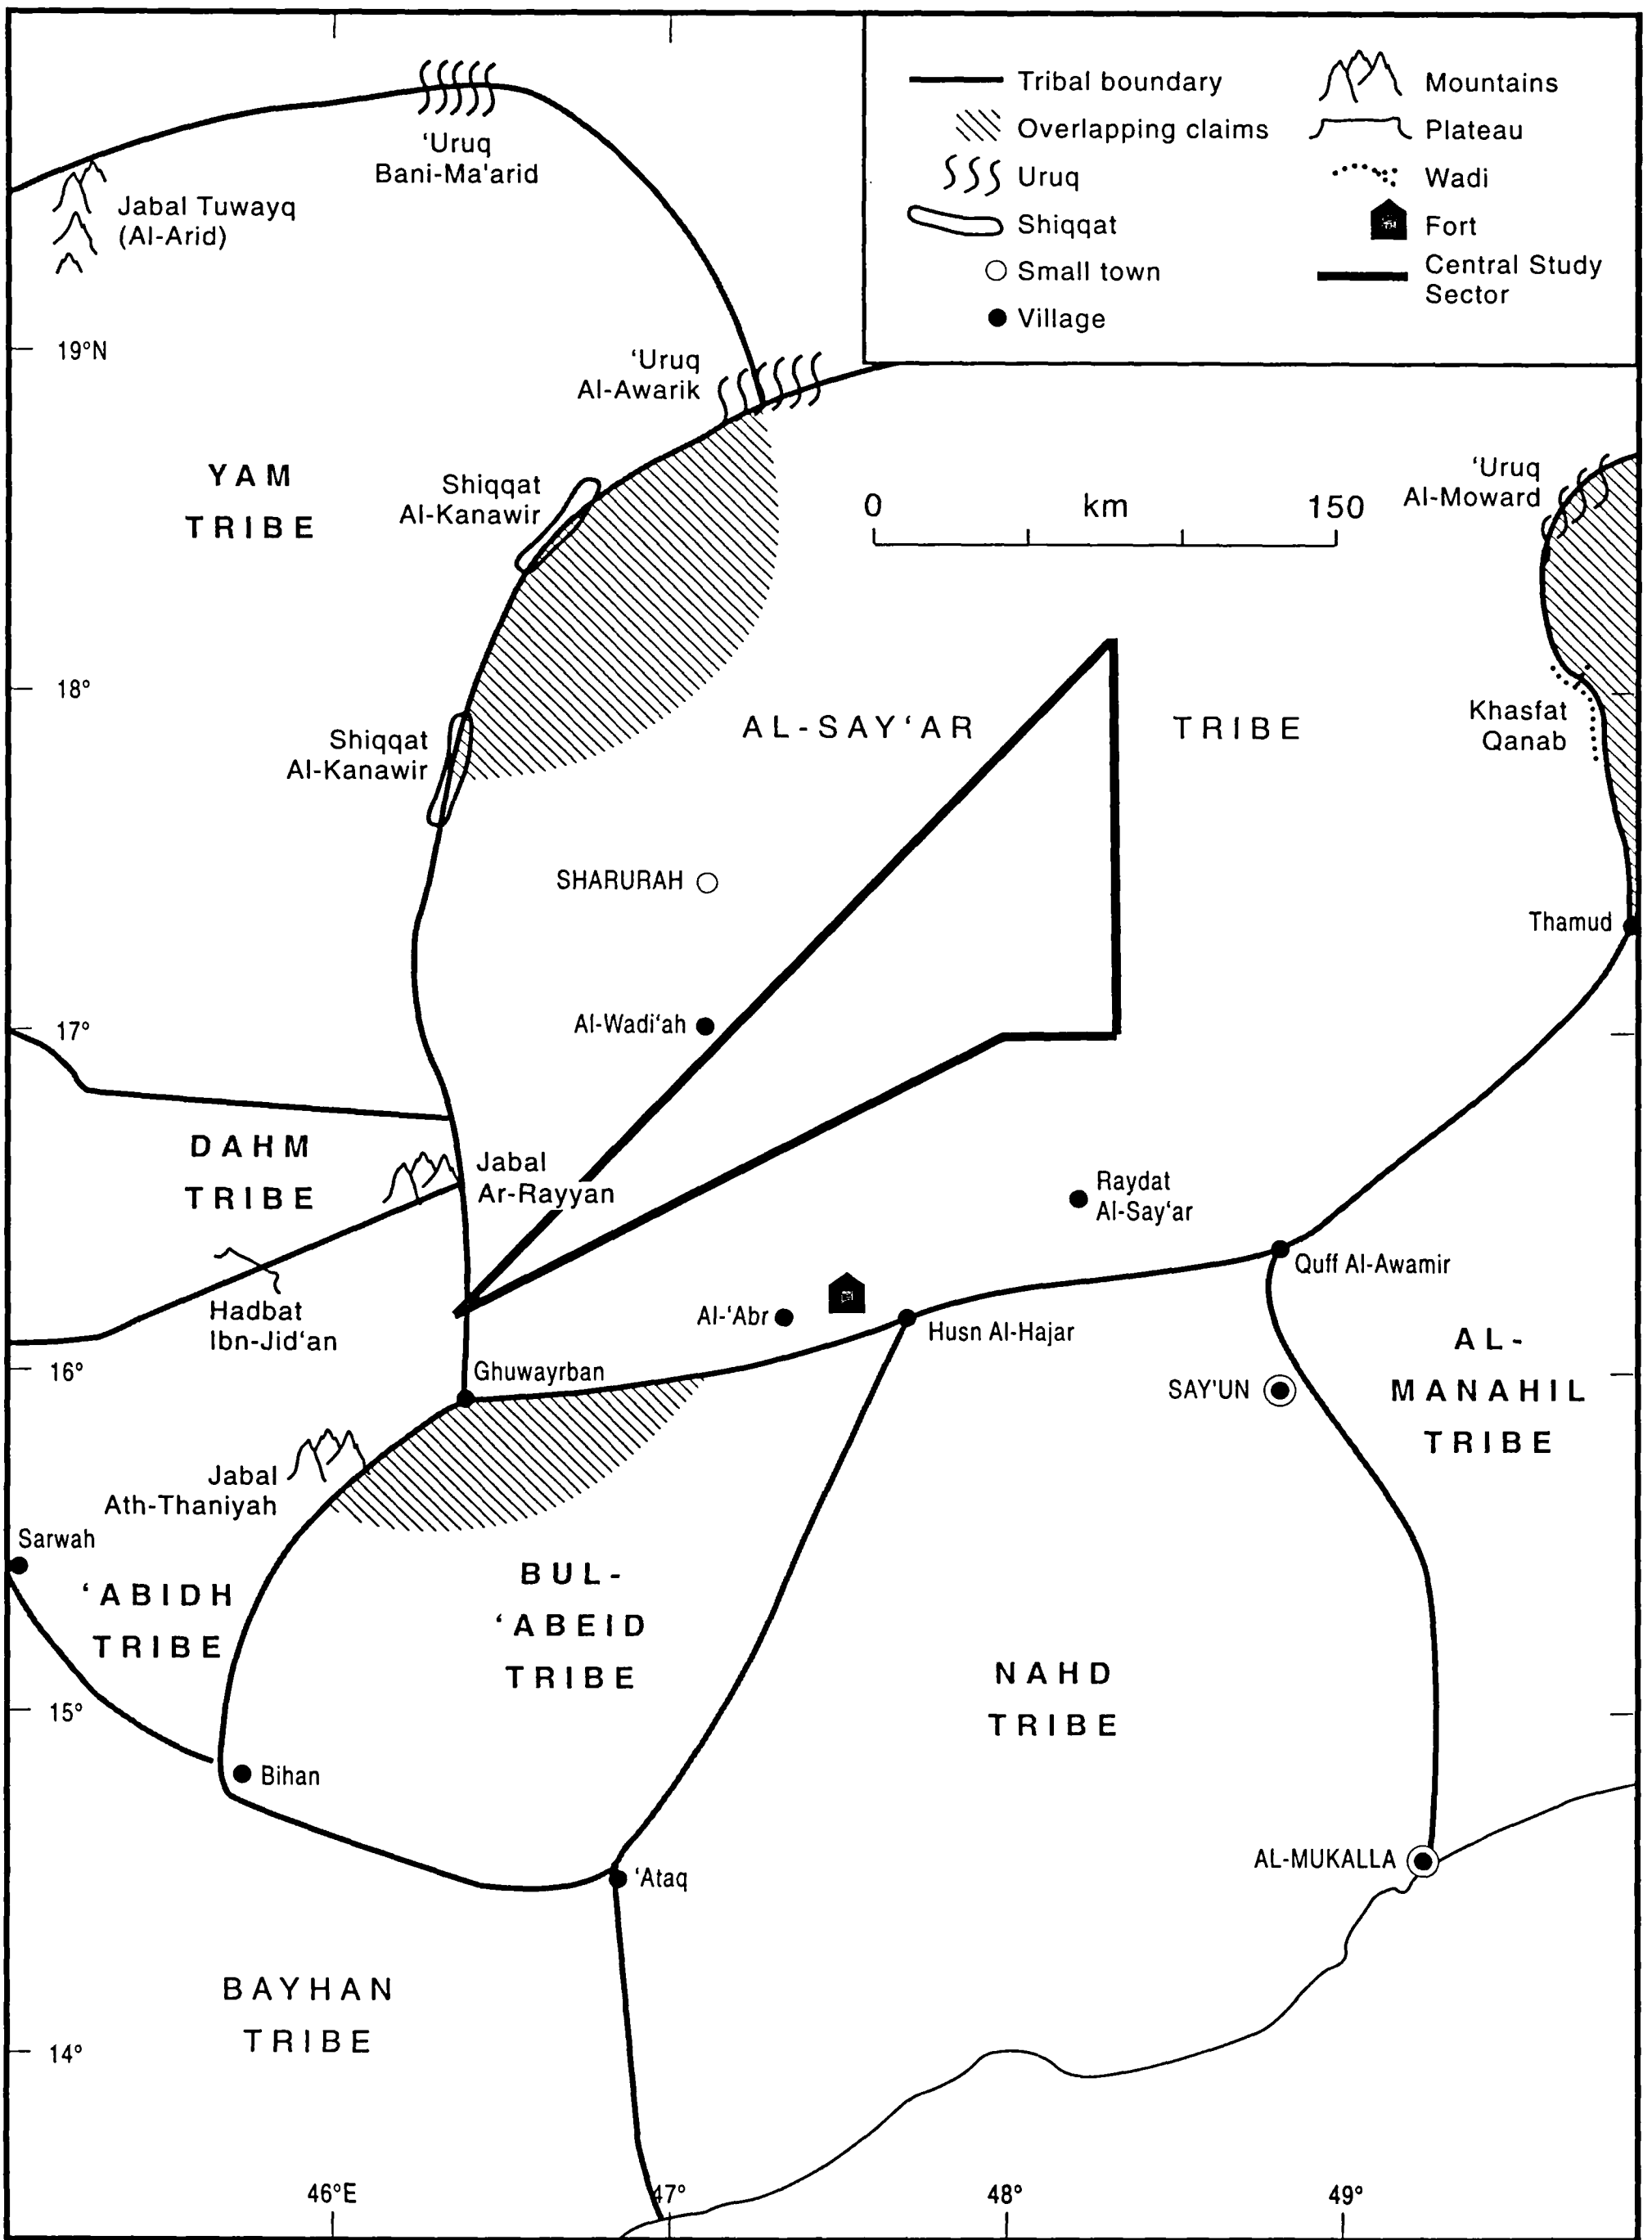 Tribal boundary
Overlapping claims
Uruq
Shiqqat
Small town
Village
Mountains
Plateau
Wadi
Fort
Central Study
Sector
‘Uruq
Bani-Ma'arid
Jabal Tuwayq
(Al-Arid)
19°N
‘Uruq
Al-Awarik
YAM
TRIBE
Shiqqat
Al-Kanawir
0 km 150
‘Uruq
Al-Moward
18°
AL-SAY‘AR TRIBE
Khasfat
Qanab
Shiqqat
Al-Kanawir
SHARURAH
Thamud
17°
Al-Wadi‘ah
DAHM
TRIBE
Jabal
Ar-Rayyan
Raydat
Al-Say‘ar
Quff Al-Awamir
Hadbat
Ibn-Jid‘an
Al-‘Abr
Husn Al-Hajar
16°
Ghuwayrban
SAY'UN
AL-
MANAHIL
TRIBE
Jabal
Ath-Thaniyah
Sarwah
‘ABIDH
TRIBE
BUL-
‘ABEID
TRIBE
NAHD
TRIBE
15°
Bihan
AL-MUKALLA
‘Ataq
BAYHAN
TRIBE
14°
46°E
47°
48°
49°